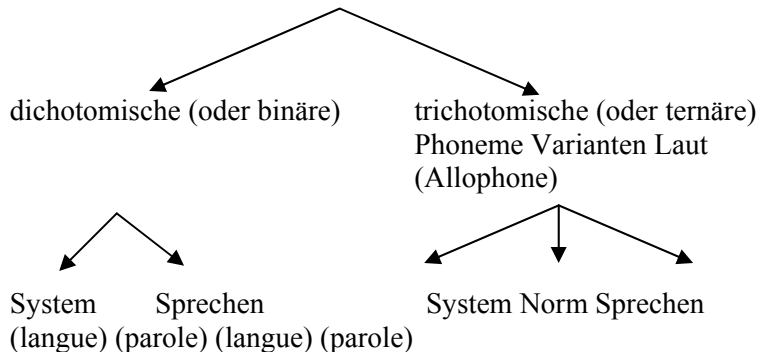 dichotomische (oder binäre) trichotomische (oder ternäre)
Phoneme Varianten Laut
(Allophone)
System Sprechen System Norm Sprechen
(langue) (parole) (langue) (parole)